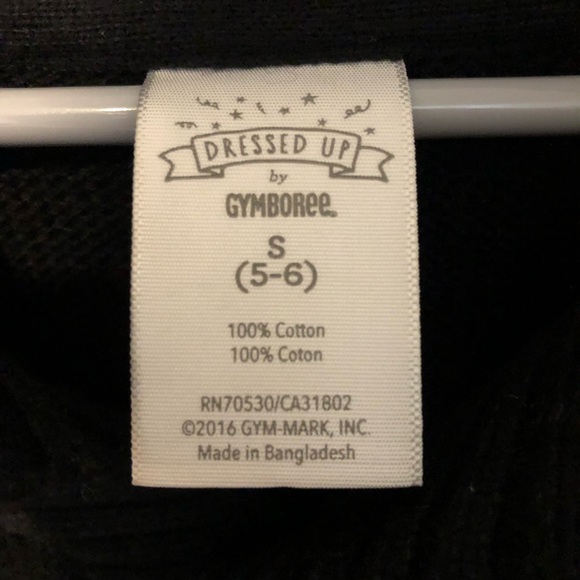 DRESSED UP
by
GYMBOREE
S
(5-6)
100% Cotton
100% Coton
RN70530/CA31802
©2016 GYM-MARK, INC.
Made in Bangladesh